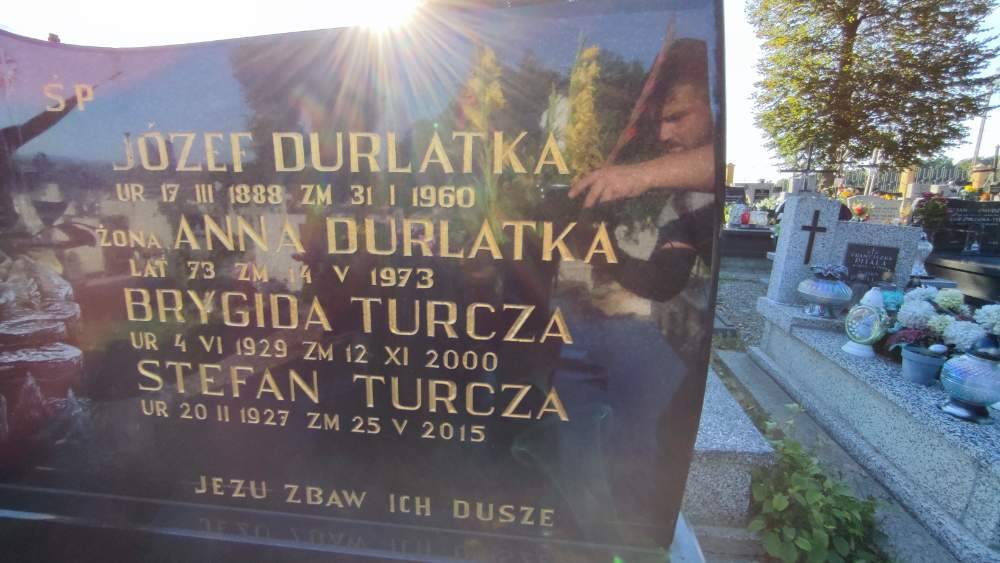 ŚP
JÓZEF DURLATKA
UR 17 III 1888 ZM 31 I 1960
ŻONA ANNA DURLATKA
LAT 73 ZM 14 V 1973
BRYGIDA TURCZA
UR 4 VI 1929 ZM 12 XI 2000
STEFAN TURCZA
UR 20 II 1927 ZM 25 V 2015
JEZU ZBAW ICH DUSZE